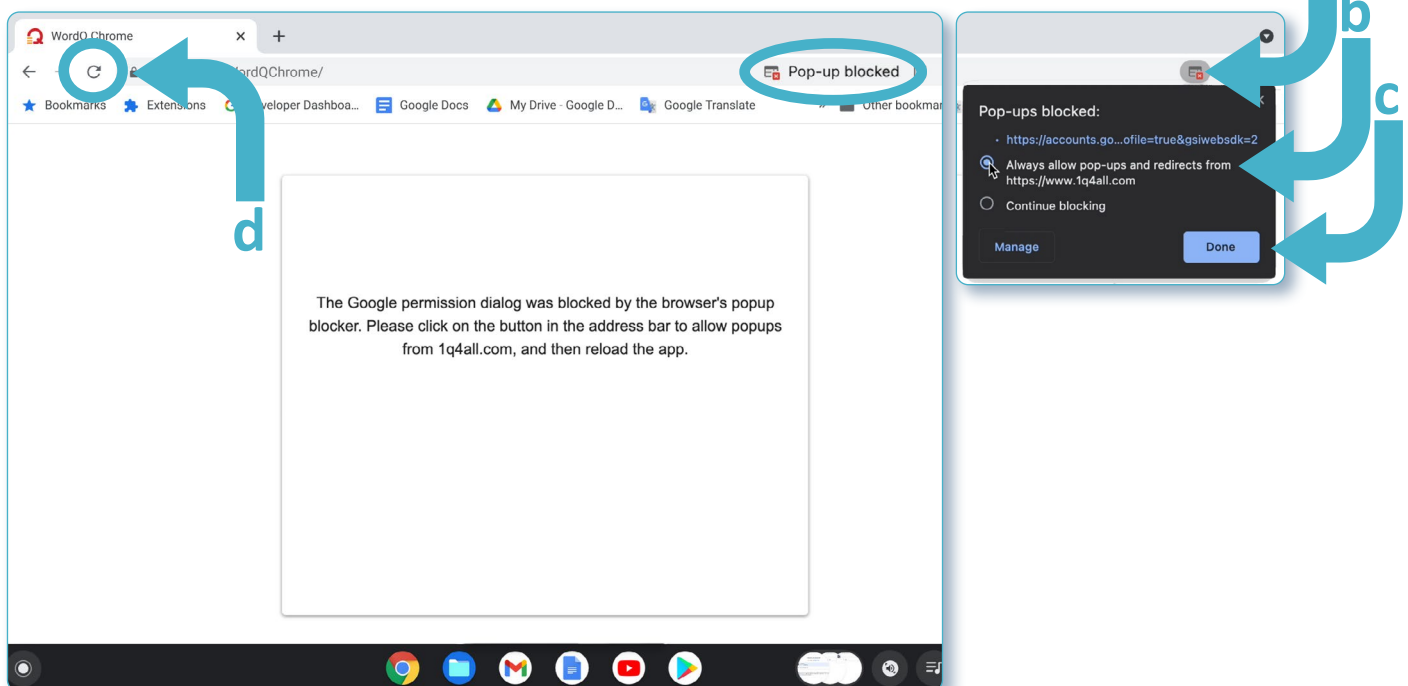 WordQ Chrome
ordQChrome/
Pop-up blocked
Bookmarks Extensions veloper Dashboa... Google Docs My Drive - Google D... Google Translate » Other bookmar
The Google permission dialog was blocked by the browser's popup
blocker. Please click on the button in the address bar to allow popups
from 1q4all.com, and then reload the app.
d
b
c
Pop-ups blocked:
· https://accounts.go...ofile=true&gsiwebsdk=2
Always allow pop-ups and redirects from
https://www.1q4all.com
Continue blocking
Manage Done